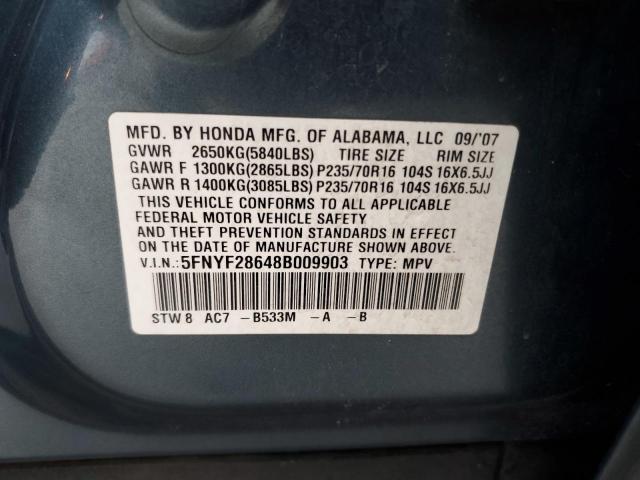 MFD. BY HONDA MFG. OF ALABAMA, LLC 09/'07
GVWR 2650KG(5840LBS) TIRE SIZE RIM SIZE
GAWR F 1300KG(2865LBS) P235/70R16 104S 16X6.5JJ
GAWR R 1400KG(3085LBS) P235/70R16 104S 16X6.5JJ
THIS VEHICLE CONFORMS TO ALL APPLICABLE
FEDERAL MOTOR VEHICLE SAFETY
AND THEFT PREVENTION STANDARDS IN EFFECT
ON THE DATE OF MANUFACTURE SHOWN ABOVE.
V.I.N.: 5FNYF28648B009903 TYPE: MPV
STW8 AC7 -B533M -A -B